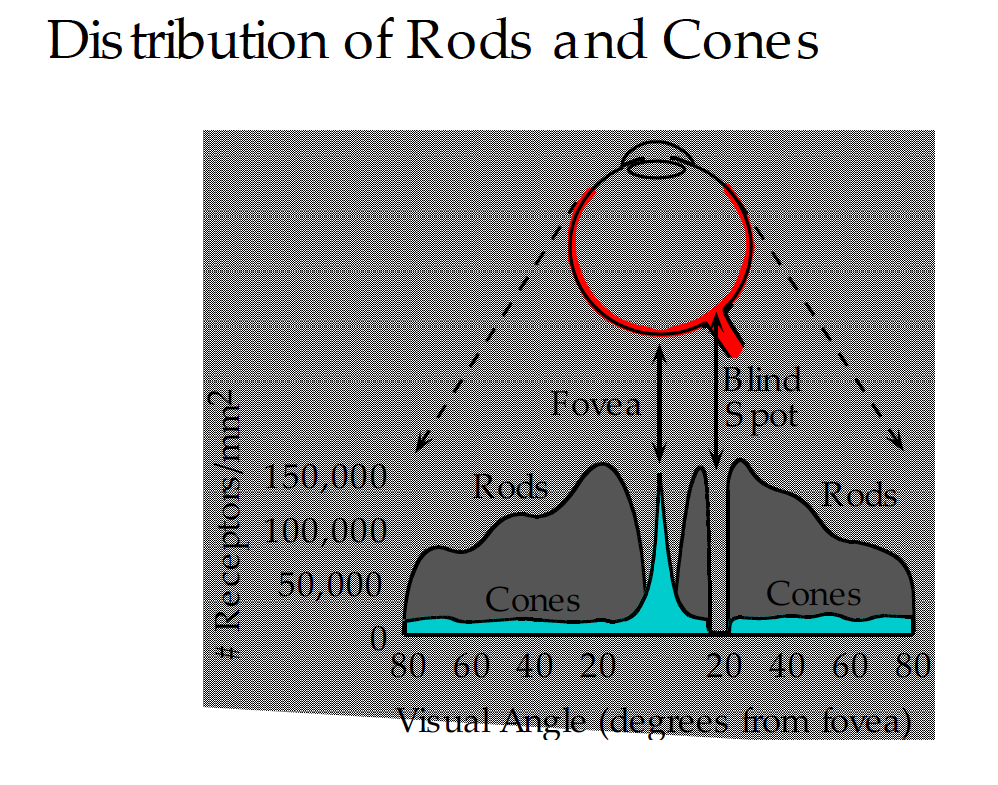 Distribution of Rods and Cones
Fovea
Blind
Spot
# Receptors/mm2
150,000
100,000
50,000
0
Rods
Rods
Cones
Cones
80 60 40 20 20 40 60 80
Visual Angle (degrees from fovea)